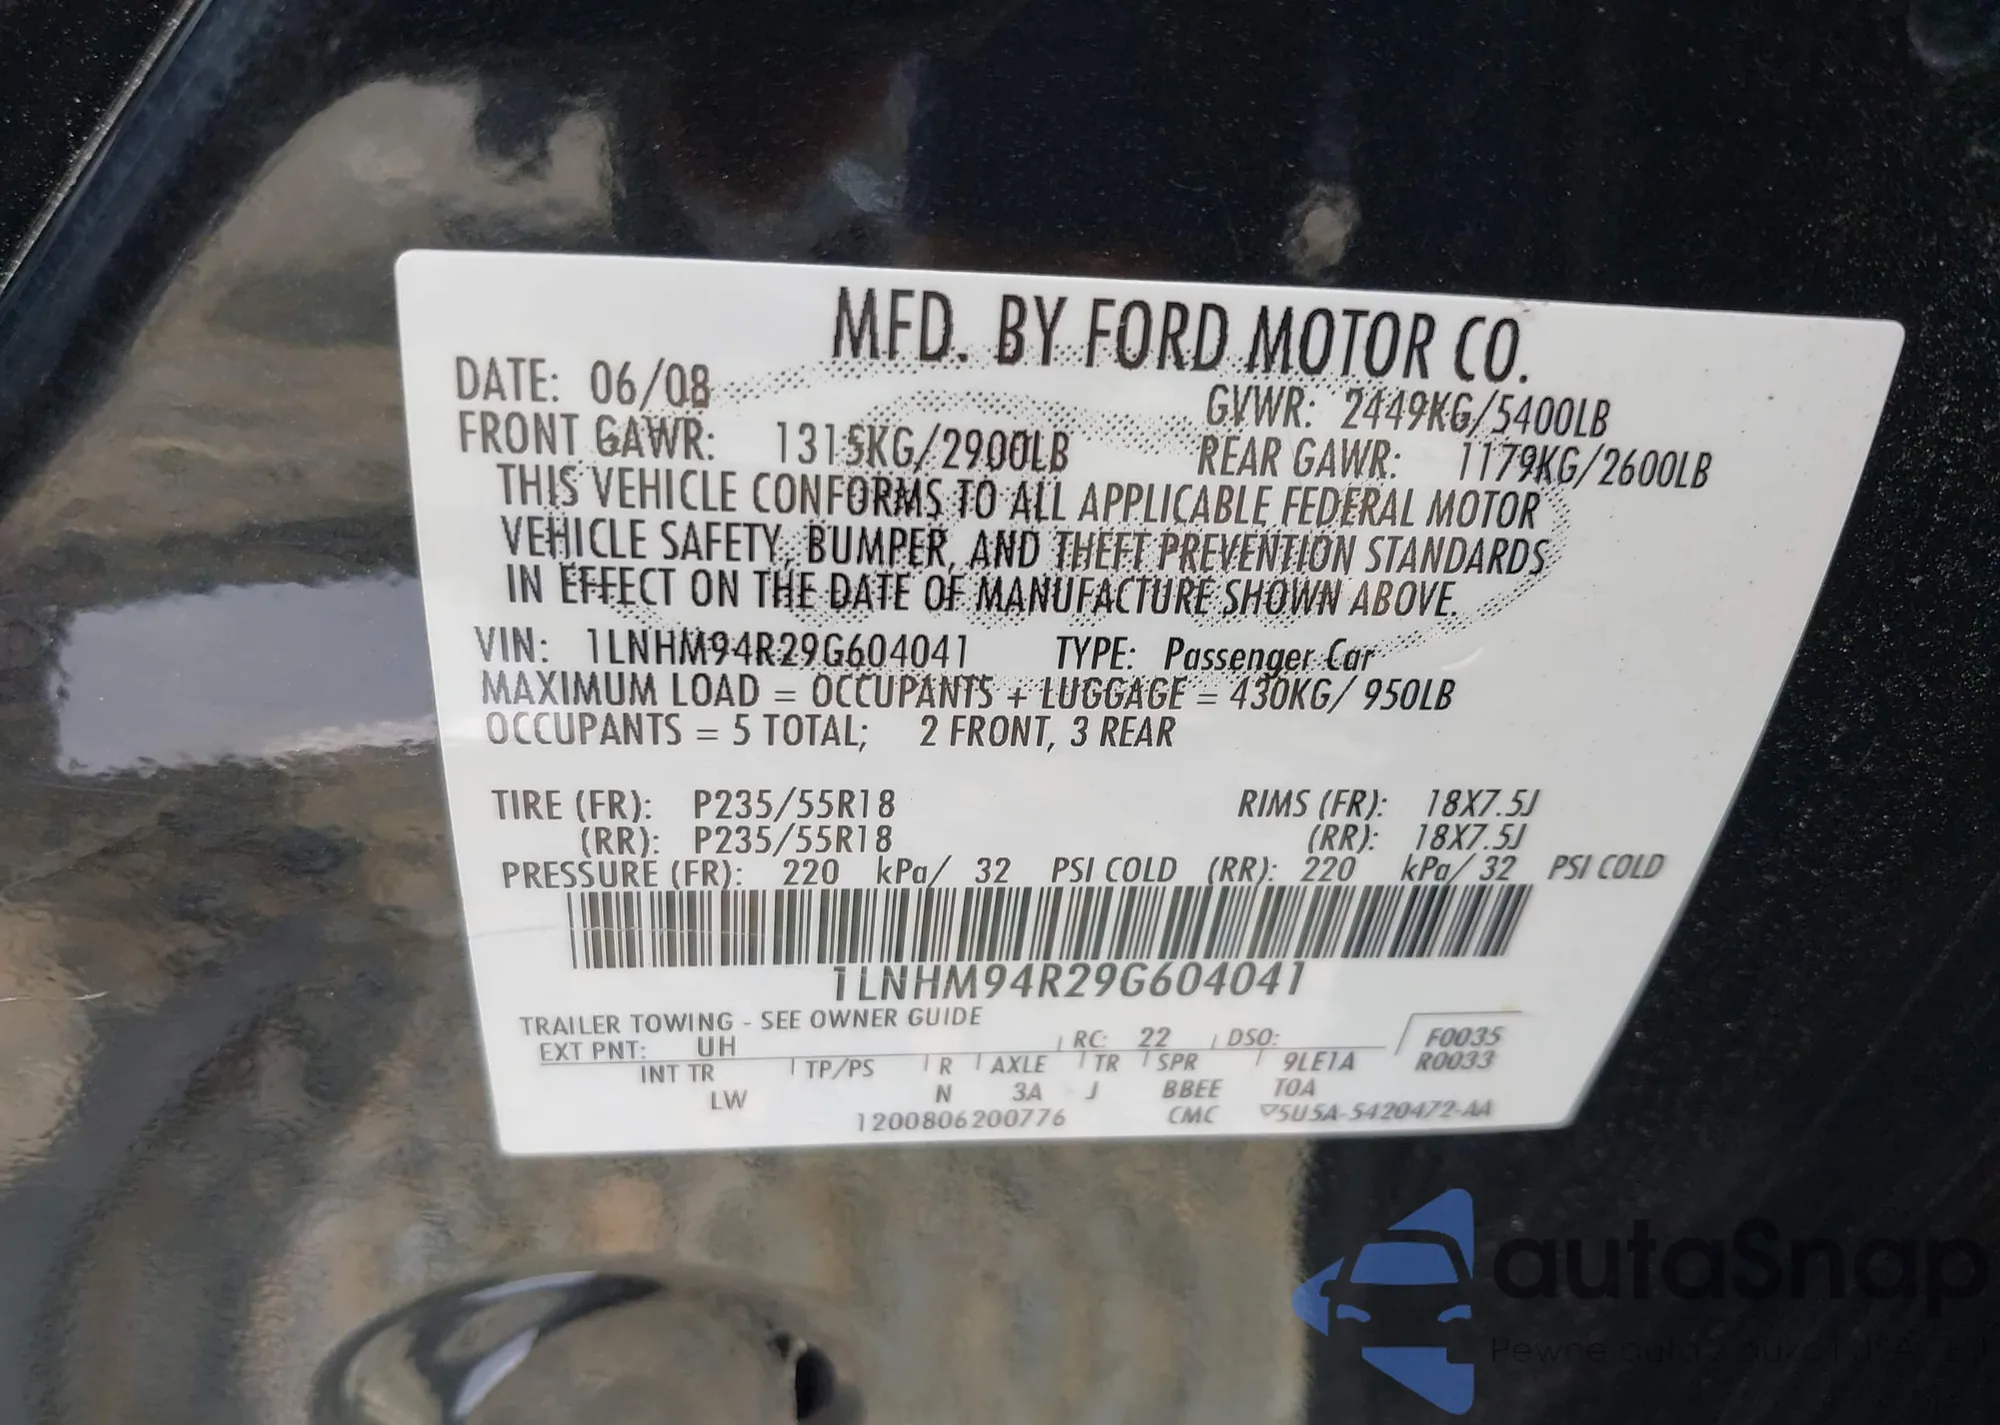 MFD. BY FORD MOTOR CO.
DATE: 06/08 GVWR: 2449KG/5400LB
FRONT GAWR: 1315KG/2900LB REAR GAWR: 1179KG/2600LB
THIS VEHICLE CONFORMS TO ALL APPLICABLE FEDERAL MOTOR
VEHICLE SAFETY, BUMPER, AND THEFT PREVENTION STANDARDS
IN EFFECT ON THE DATE OF MANUFACTURE SHOWN ABOVE.
VIN: 1LNHM94R29G604041 TYPE: Passenger Car
MAXIMUM LOAD = OCCUPANTS + LUGGAGE = 430KG/ 950LB
OCCUPANTS = 5 TOTAL; 2 FRONT, 3 REAR
TIRE (FR): P235/55R18 RIMS (FR): 18X7.5J
(RR): P235/55R18 (RR): 18X7.5J
PRESSURE (FR): 220 kPa/ 32 PSI COLD (RR): 220 kPa/ 32 PSI COLD
1LNHM94R29G604041
TRAILER TOWING - SEE OWNER GUIDE
EXT PNT: UH RC: 22 DSO: F0035
INT TR TP/PS R AXLE TR SPR 9LE1A R0033
LW N 3A J BBEE TOA
1200806200776 CMC 5U5A-5420472-AA
autaSnap
Pewne auta z